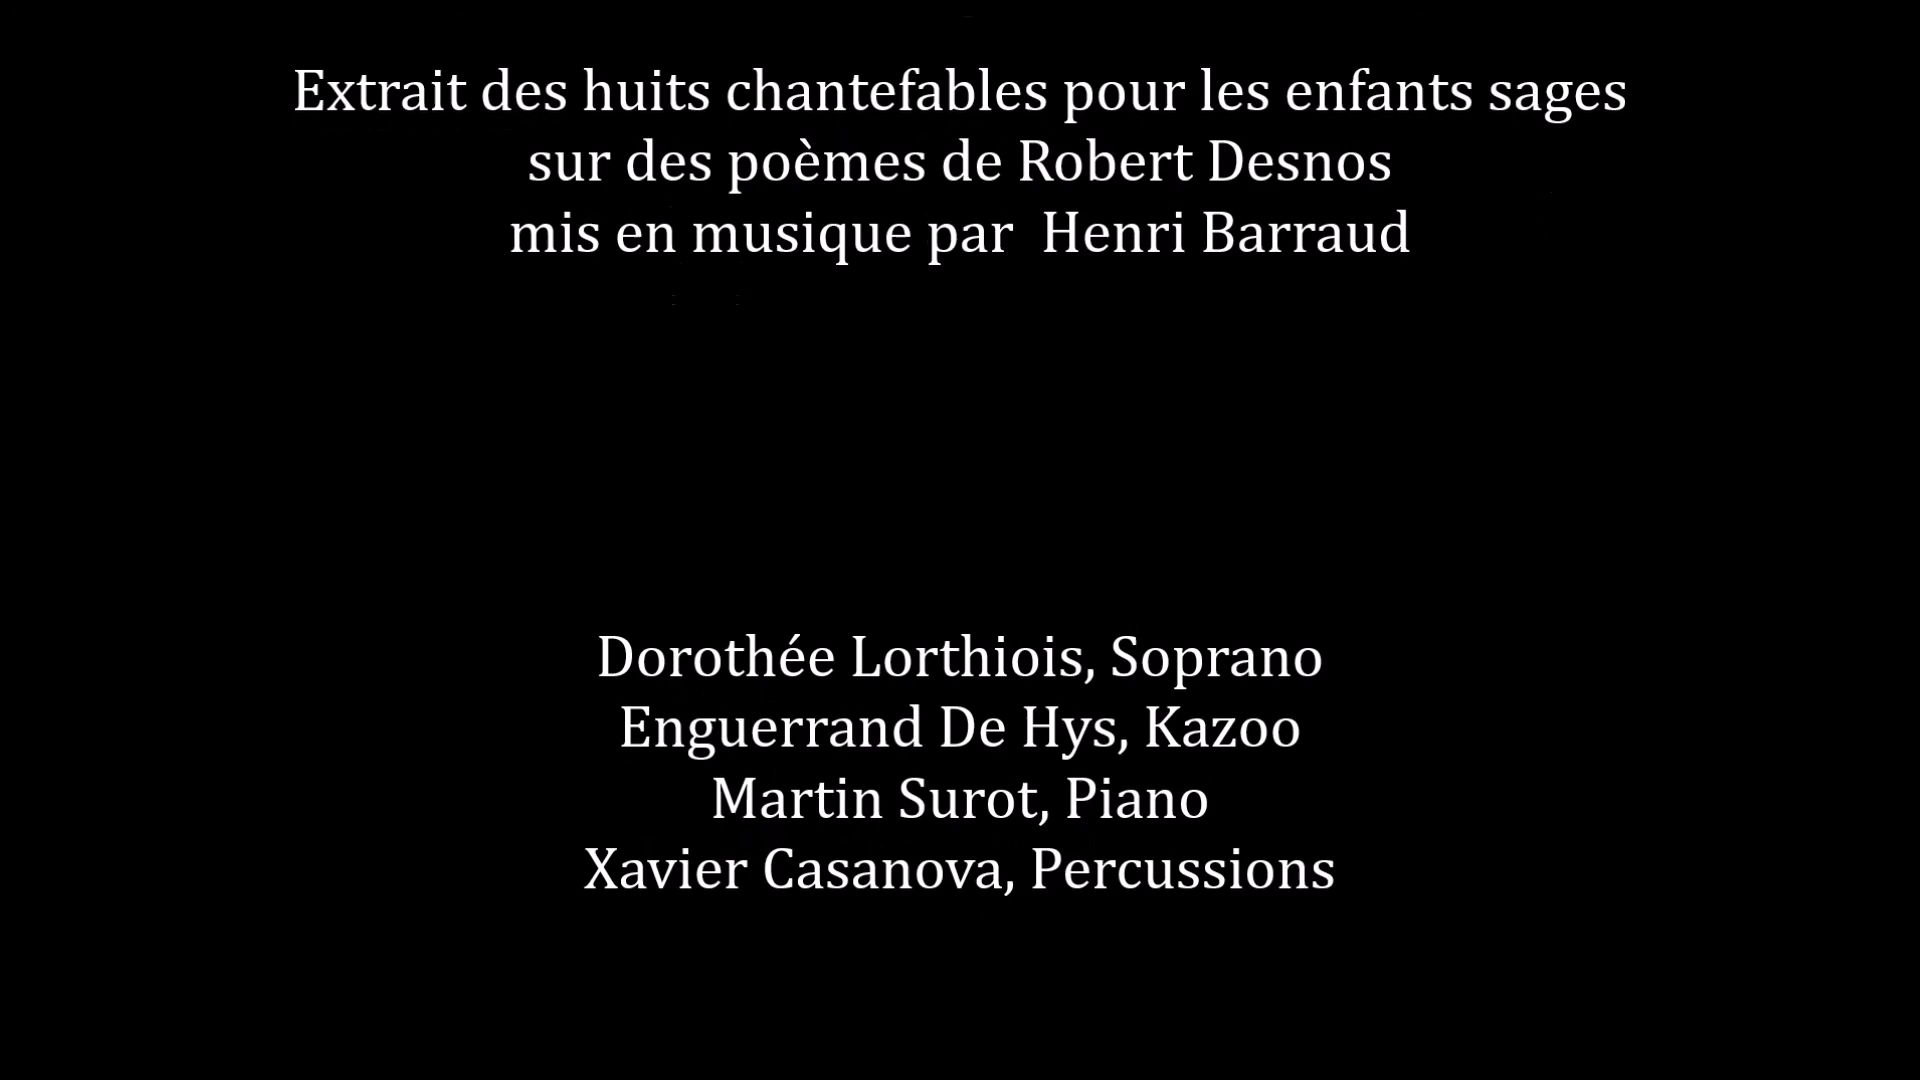 Extrait des huits chantefables pour les enfants sages
sur des poèmes de Robert Desnos
mis en musique par  Henri Barraud
Dorothée Lorthiois, Soprano
Enguerrand De Hys, Kazoo
Martin Surot, Piano
Xavier Casanova, Percussions